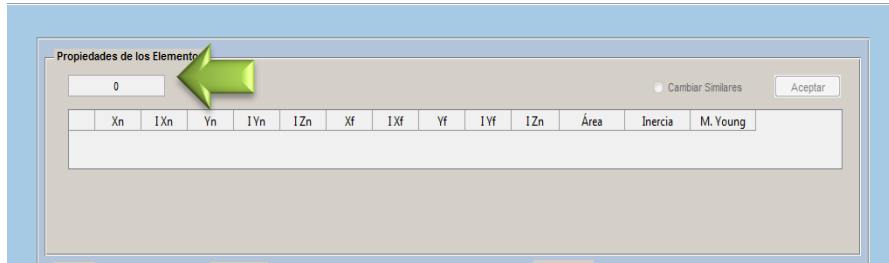 Propiedades de los Elemento
0
Cambiar Similares
Aceptar
Xn I Xn Yn I Yn I Zn Xf I Xf Yf I Yf I Zn Área Inercia M. Young